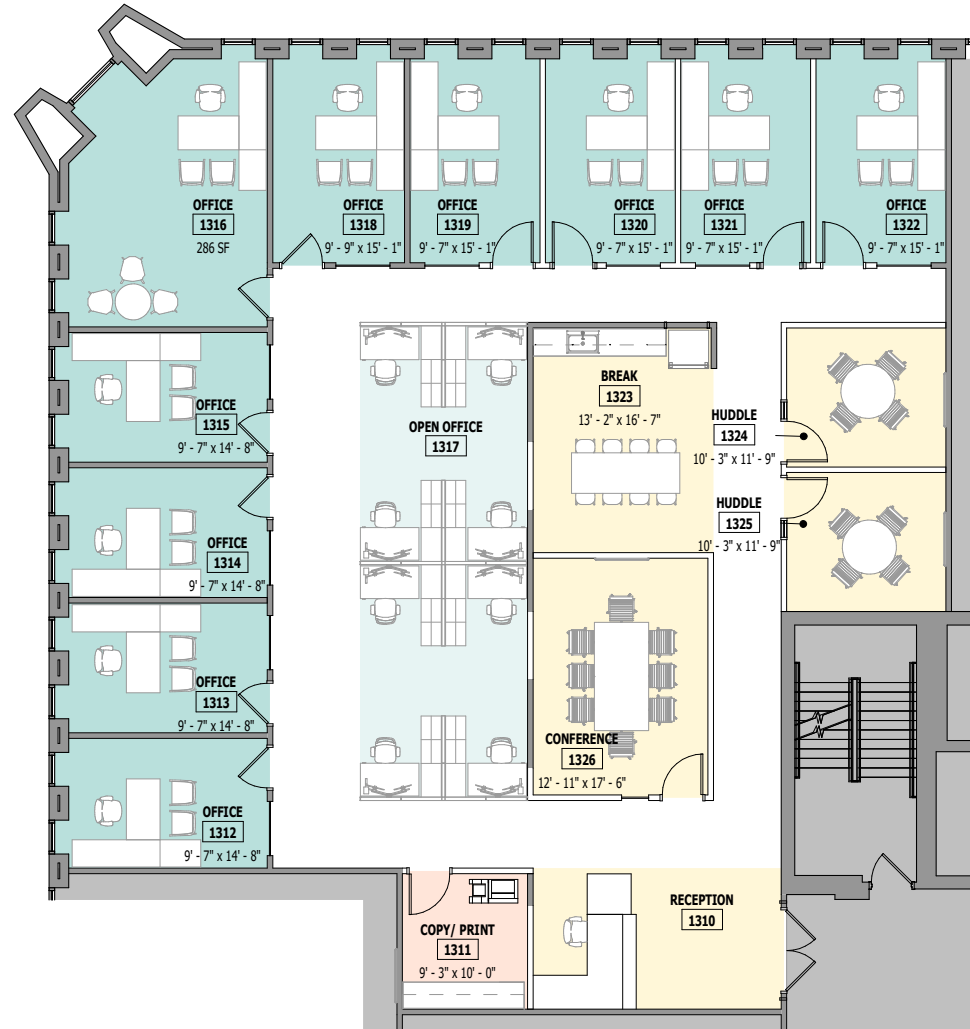 OFFICE
1316
286 SF
OFFICE
1318
9' - 9" x 15' - 1"
OFFICE
1319
9' - 7" x 15' - 1"
OFFICE
1320
9' - 7" x 15' - 1"
OFFICE
1321
9' - 7" x 15' - 1"
OFFICE
1322
9' - 7" x 15' - 1"
OFFICE
1315
9' - 7" x 14' - 8"
OPEN OFFICE
1317
BREAK
1323
13' - 2" x 16' - 7"
HUDDLE
1324
10' - 3" x 11' - 9"
HUDDLE
1325
10' - 3" x 11' - 9"
OFFICE
1314
9' - 7" x 14' - 8"
OFFICE
1313
9' - 7" x 14' - 8"
CONFERENCE
1326
12' - 11" x 17' - 6"
OFFICE
1312
9' - 7" x 14' - 8"
COPY/ PRINT
1311
9' - 3" x 10' - 0"
RECEPTION
1310